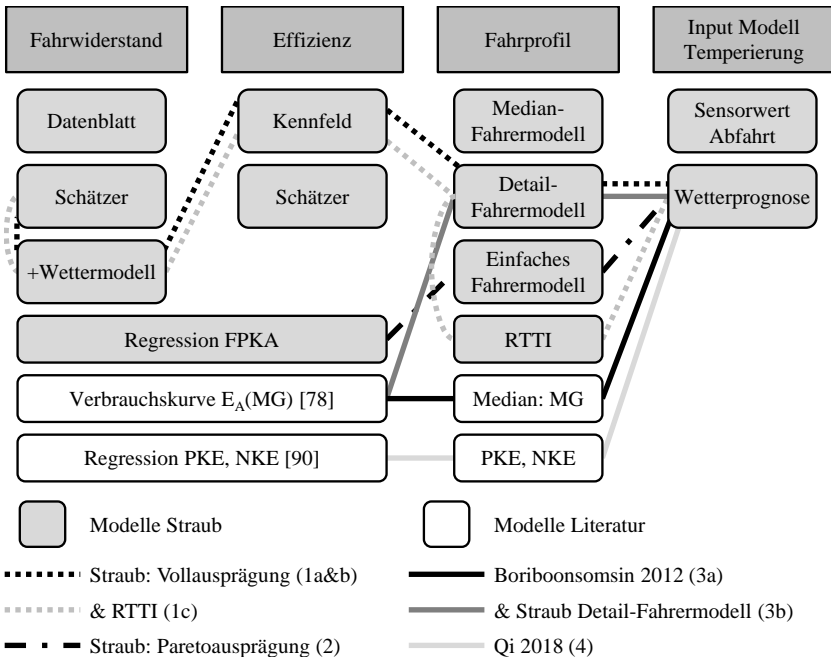 Fahrwiderstand
Effizienz
Fahrprofil
Input Modell
Temperierung
Datenblatt
Kennfeld
Median-
Fahrermodell
Sensorwert
Abfahrt
Schätzer
Schätzer
Detail-
Fahrermodell
Wetterprognose
+Wettermodell
Einfaches
Fahrermodell
Regression FPKA
RTTI
Verbrauchskurve E_A(MG) [78]
Median: MG
Regression PKE, NKE [90]
PKE, NKE
Modelle Straub
Modelle Literatur
Straub: Vollausprägung (1a&b)
Boriboonsomsin 2012 (3a)
& RTTI (1c)
& Straub Detail-Fahrermodell (3b)
Straub: Paretoausprägung (2)
Qi 2018 (4)